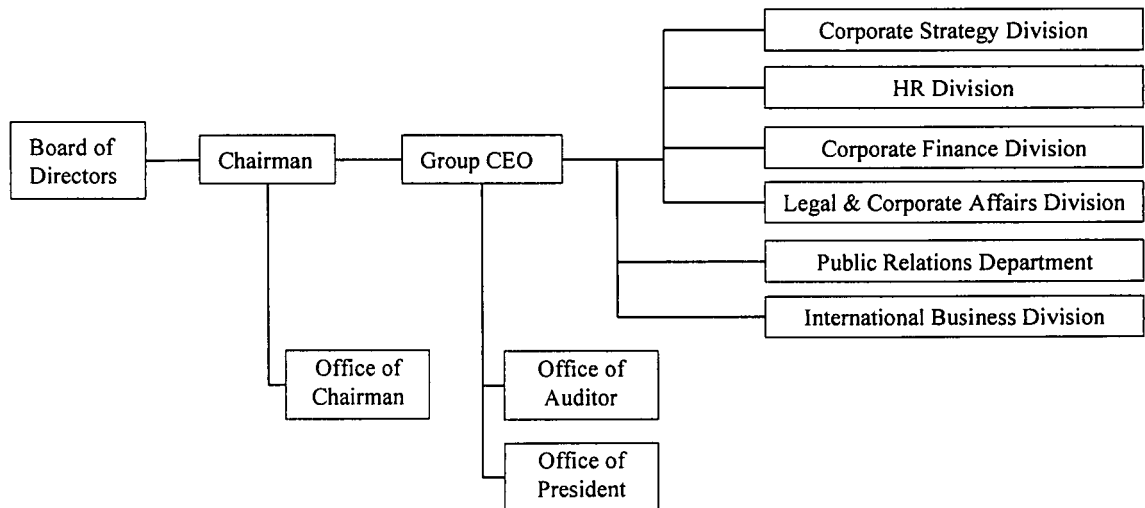 Board of
Directors
Chairman
Group CEO
Corporate Strategy Division
HR Division
Corporate Finance Division
Legal & Corporate Affairs Division
Public Relations Department
International Business Division
Office of
Chairman
Office of
Auditor
Office of
President